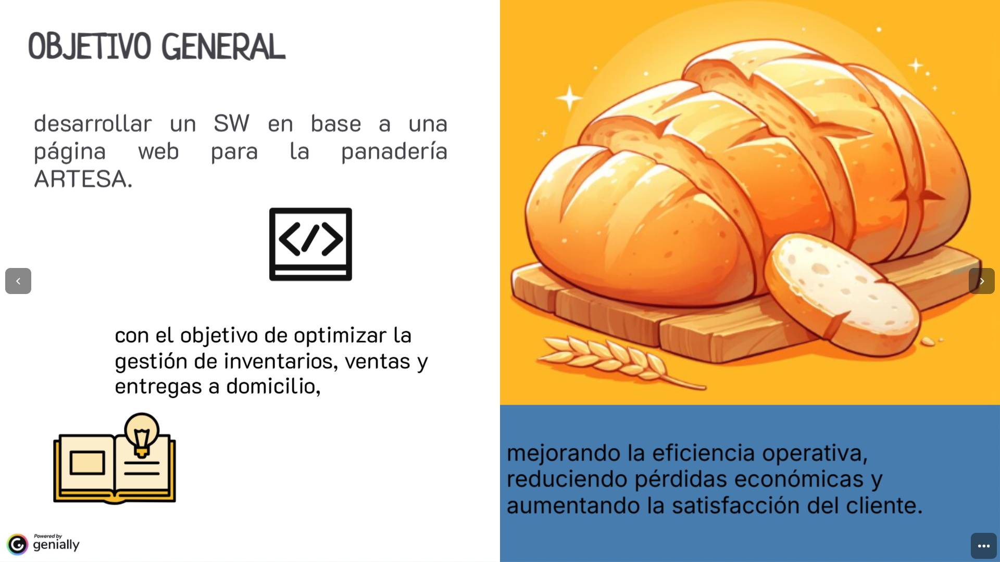 OBJETIVO GENERAL
desarrollar un SW en base a una
página web para la panadería
ARTESA.
</>
con el objetivo de optimizar la
gestión de inventarios, ventas y
entregas a domicilio,
mejorando la eficiencia operativa,
reduciendo pérdidas económicas y
aumentando la satisfacción del cliente.
Powered by
genially